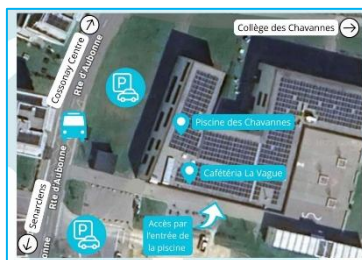 Collège des Chavannes
Cossonay Centre
Rte d'Aubonne
P
Piscine des Chavannes
Cafétéria La Vague
Rte d'Aubonne
Senarclens
P
Accès par
l'entrée de
la piscine